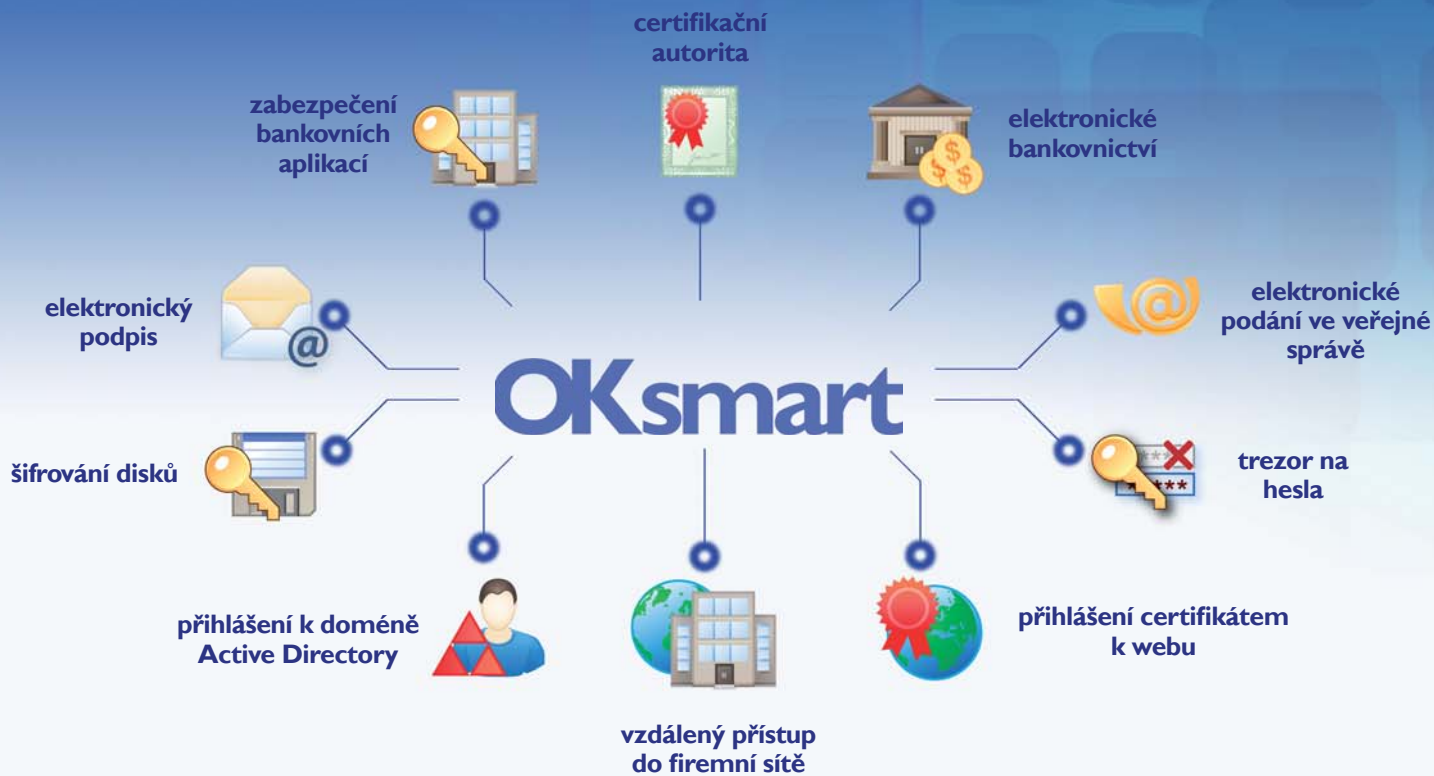 certifikační
autorita
zabezpečení
bankovních
aplikací
elektronické
bankovnictví
elektronický
podpis
elektronické
podání ve veřejné
správě
OKsmart
šifrování disků
trezor na
hesla
přihlášení k doméně
Active Directory
přihlášení certifikátem
k webu
vzdálený přístup
do firemní sítě